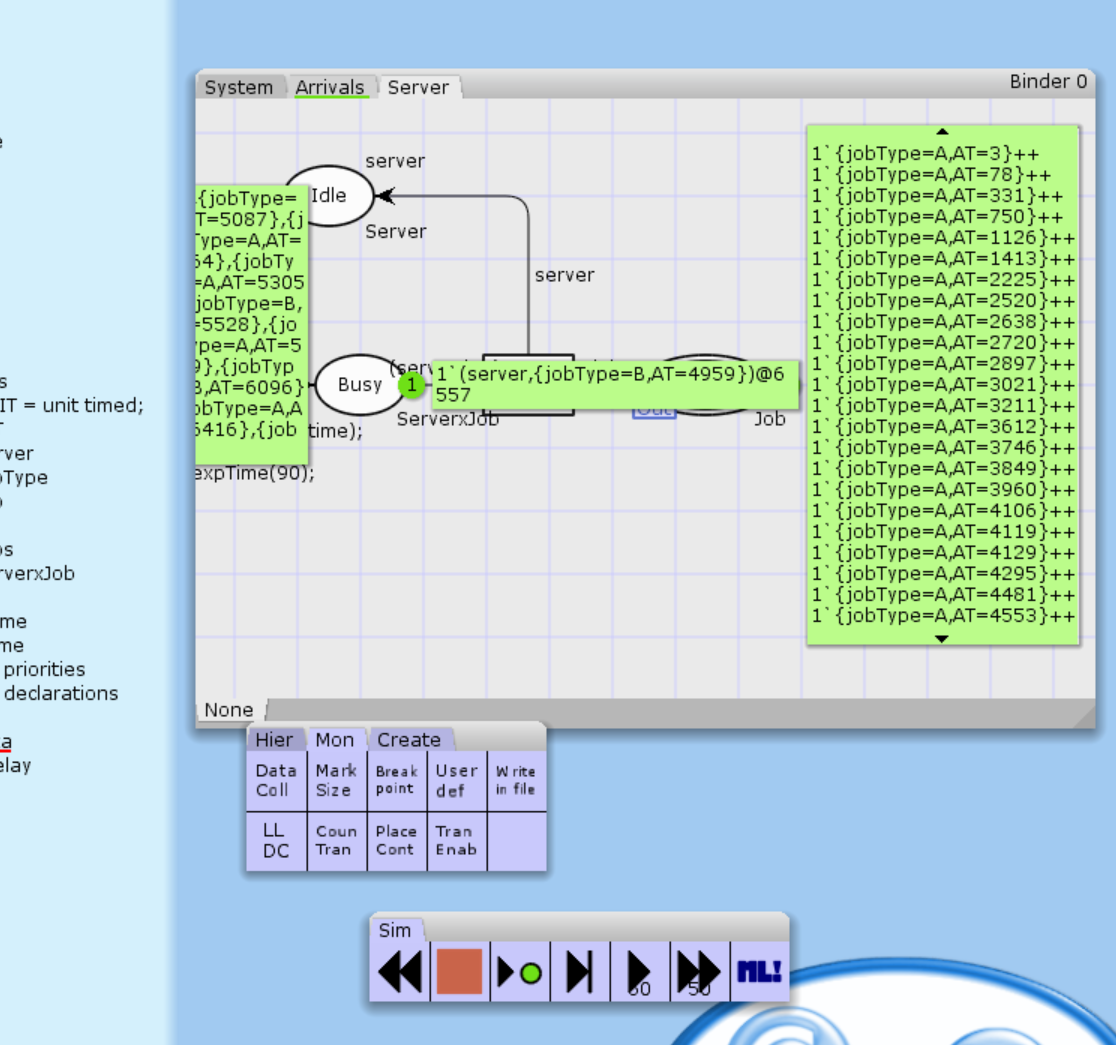 System Arrivals Server
Binder 0
server
Idle
Server
server
{jobType=
T=5087},{j
Type=A,AT=
64},{jobTy
=A,AT=5305
jobType=B,
=5528},{jo
pe=A,AT=5
9},{jobTyp
B,AT=6096}
obType=A,A
6416},{job
Busy
(serv
1
1`(server,{jobType=B,AT=4959})@6
557
ServerxJob
Out
Job
time);
expTime(90);
1`{jobType=A,AT=3}++
1`{jobType=A,AT=78}++
1`{jobType=A,AT=331}++
1`{jobType=A,AT=750}++
1`{jobType=A,AT=1126}++
1`{jobType=A,AT=1413}++
1`{jobType=A,AT=2225}++
1`{jobType=A,AT=2520}++
1`{jobType=A,AT=2638}++
1`{jobType=A,AT=2720}++
1`{jobType=A,AT=2897}++
1`{jobType=A,AT=3021}++
1`{jobType=A,AT=3211}++
1`{jobType=A,AT=3612}++
1`{jobType=A,AT=3746}++
1`{jobType=A,AT=3849}++
1`{jobType=A,AT=3960}++
1`{jobType=A,AT=4106}++
1`{jobType=A,AT=4119}++
1`{jobType=A,AT=4129}++
1`{jobType=A,AT=4295}++
1`{jobType=A,AT=4481}++
1`{jobType=A,AT=4553}++
s
IT = unit timed;
rver
Type
os
rverxJob
me
me
priorities
declarations
a
elay
None
Hier Mon Create
Data Coll
Mark Size
Break point
User def
Write in file
LL DC
Coun Tran
Place Cont
Tran Enab
Sim
50
50
ML!